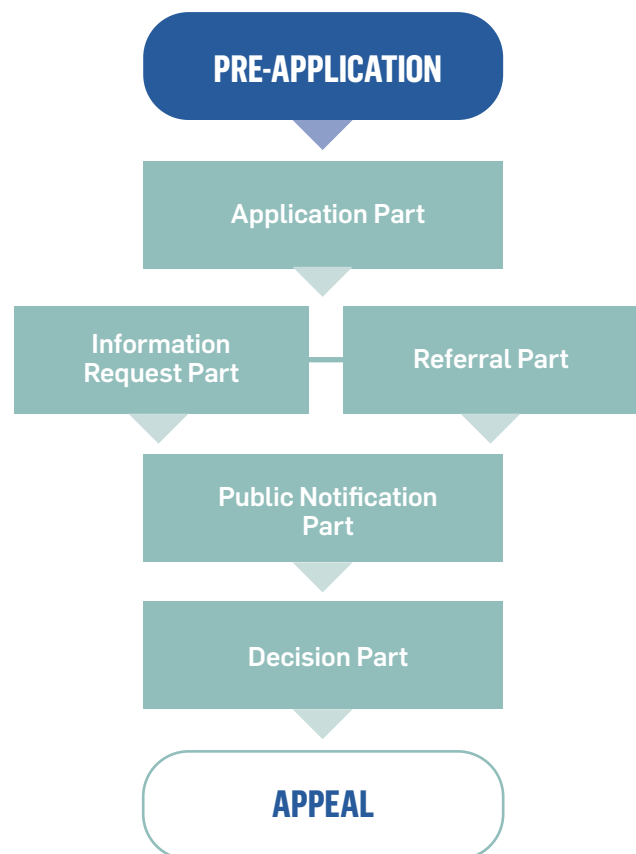 PRE-APPLICATION
Application Part
Information
Request Part
Referral Part
Public Notification
Part
Decision Part
APPEAL